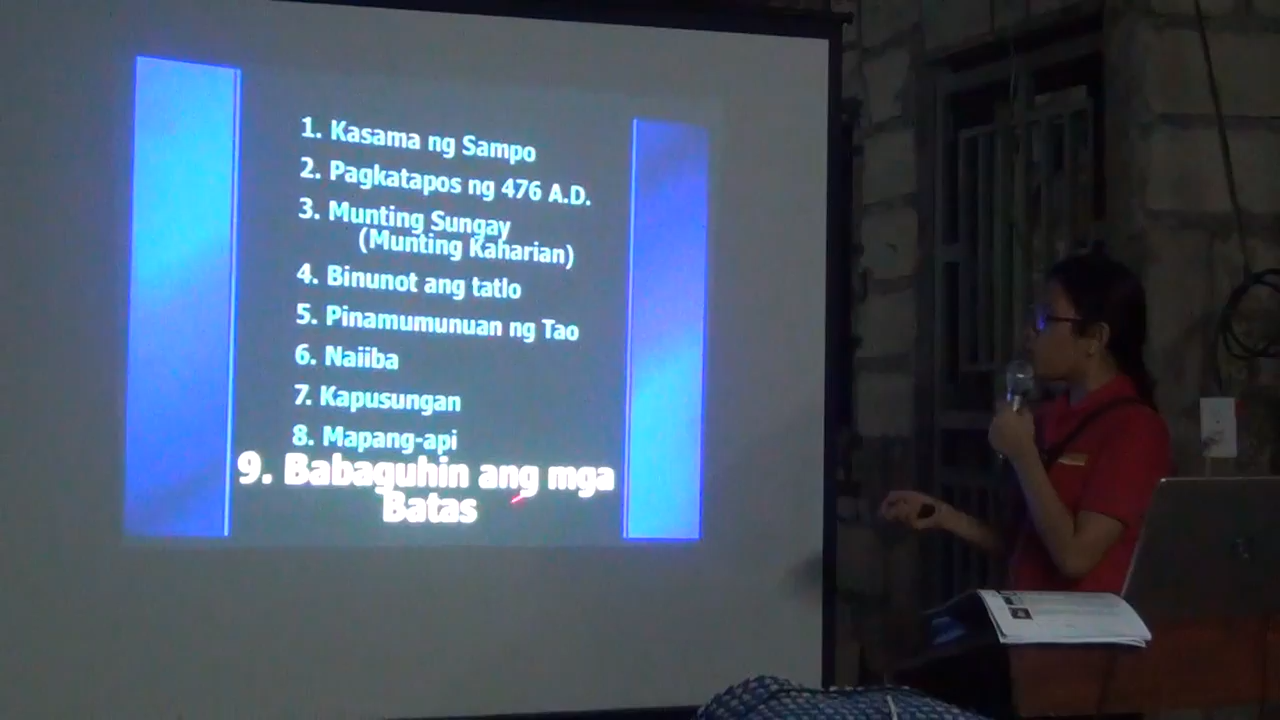 1. Kasama ng Sampo
2. Pagkatapos ng 476 A.D.
3. Munting Sungay
(Munting Kaharian)
4. Binunot ang tatlo
5. Pinamumunuan ng Tao
6. Naiiba
7. Kapusungan
8. Mapang-api
9. Babaguhin ang mga
Batas